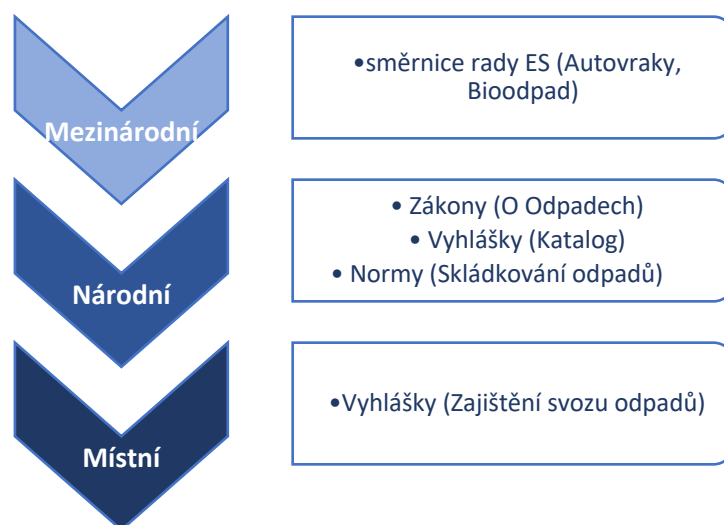 Mezinárodní
•směrnice rady ES (Autovraky,
Bioodpad)
Národní
• Zákony (O Odpadech)
• Vyhlášky (Katalog)
• Normy (Skládkování odpadů)
Místní
•Vyhlášky (Zajištění svozu odpadů)